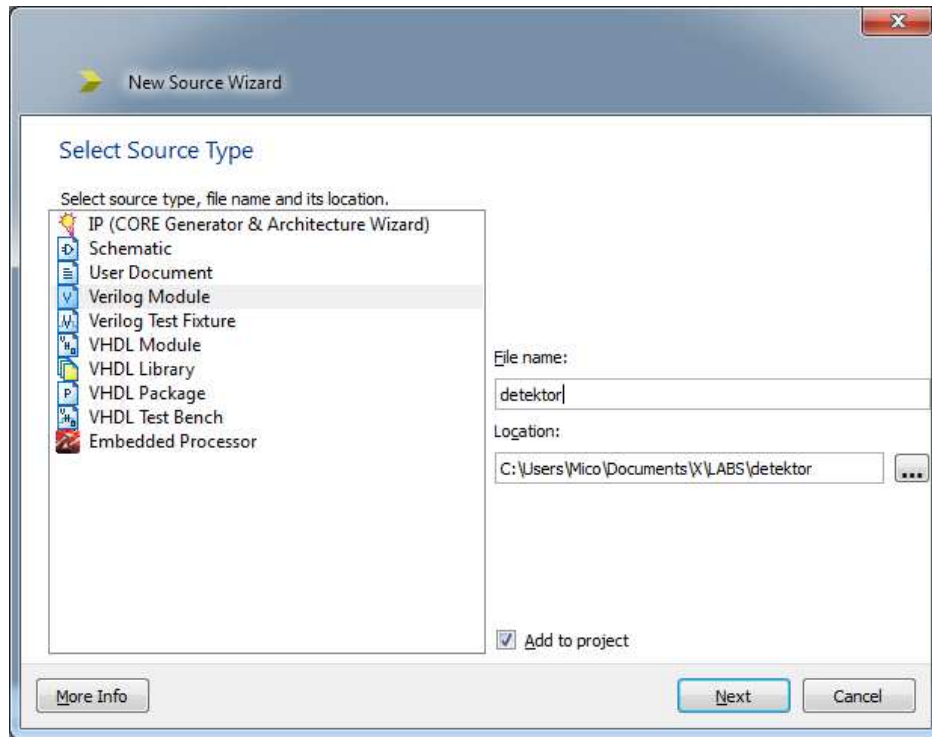 New Source Wizard
Select Source Type
Select source type, file name and its location.
IP (CORE Generator & Architecture Wizard)
Schematic
User Document
Verilog Module
Verilog Test Fixture
VHDL Module
VHDL Library
VHDL Package
VHDL Test Bench
Embedded Processor
File name:
detektor
Location:
C:\Users\Mico\Documents\X\LABS\detektor
...
Add to project
More Info
Next
Cancel